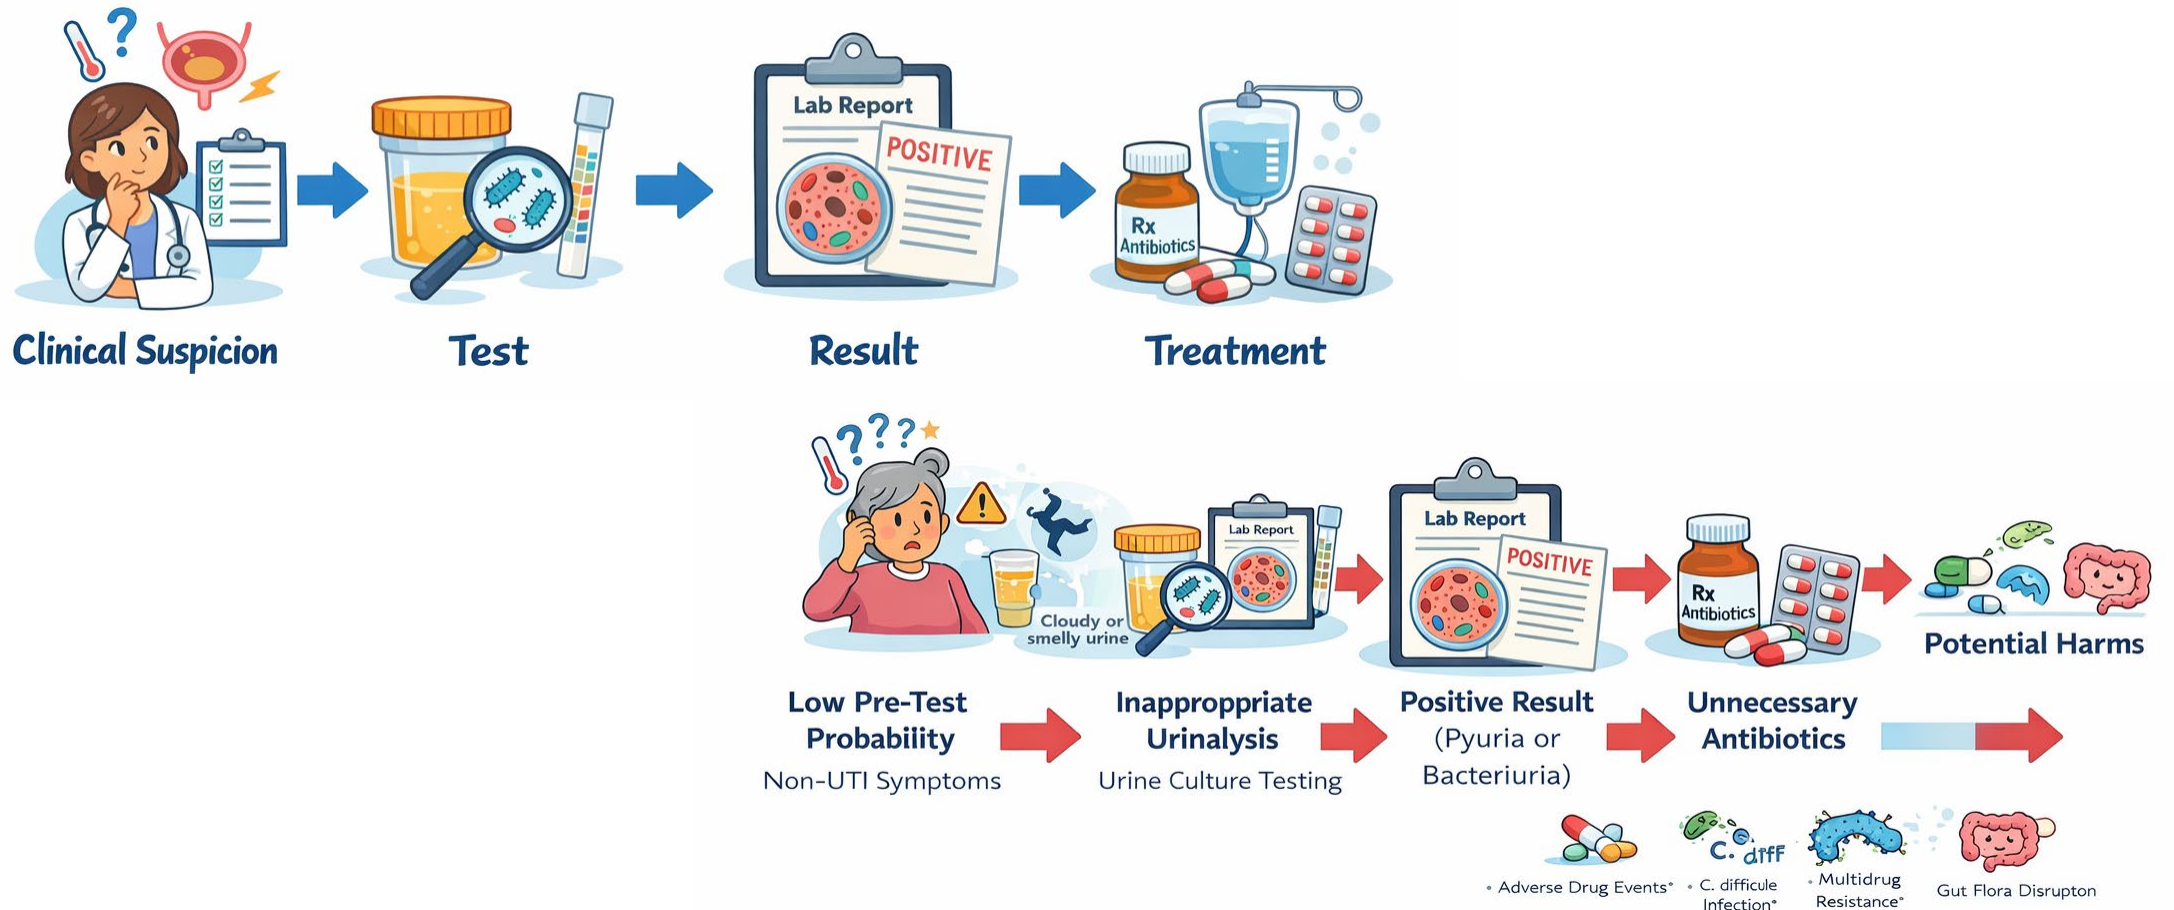 Lab Report
POSITIVE
Rx
Antibiotics
Clinical Suspicion
Test
Result
Treatment
Cloudy or
smelly urine
Lab Report
Lab Report
POSITIVE
Rx
Antibiotics
Potential Harms
Low Pre-Test
Probability
Non-UTI Symptoms
Inapproppriate
Urinalysis
Urine Culture Testing
Positive Result
(Pyuria or
Bacteriuria)
Unnecessary
Antibiotics
C. diff
• Adverse Drug Events*
• C. difficule
Infection*
• Multidrug
Resistance*
Gut Flora Disrupton